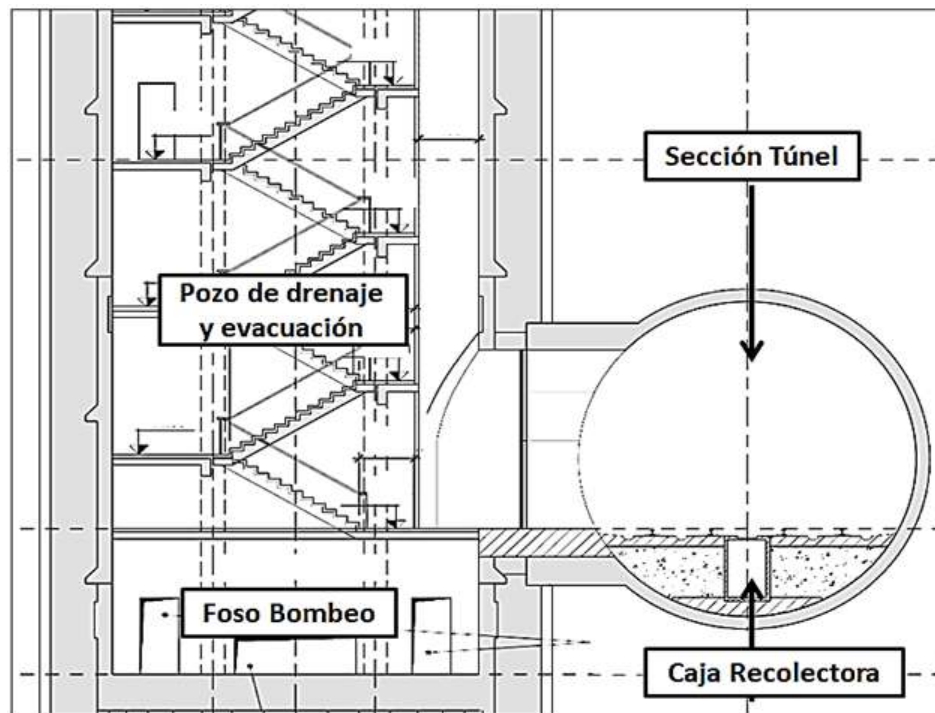 Sección Túnel
Pozo de drenaje
y evacuación
Foso Bombeo
Caja Recolectora